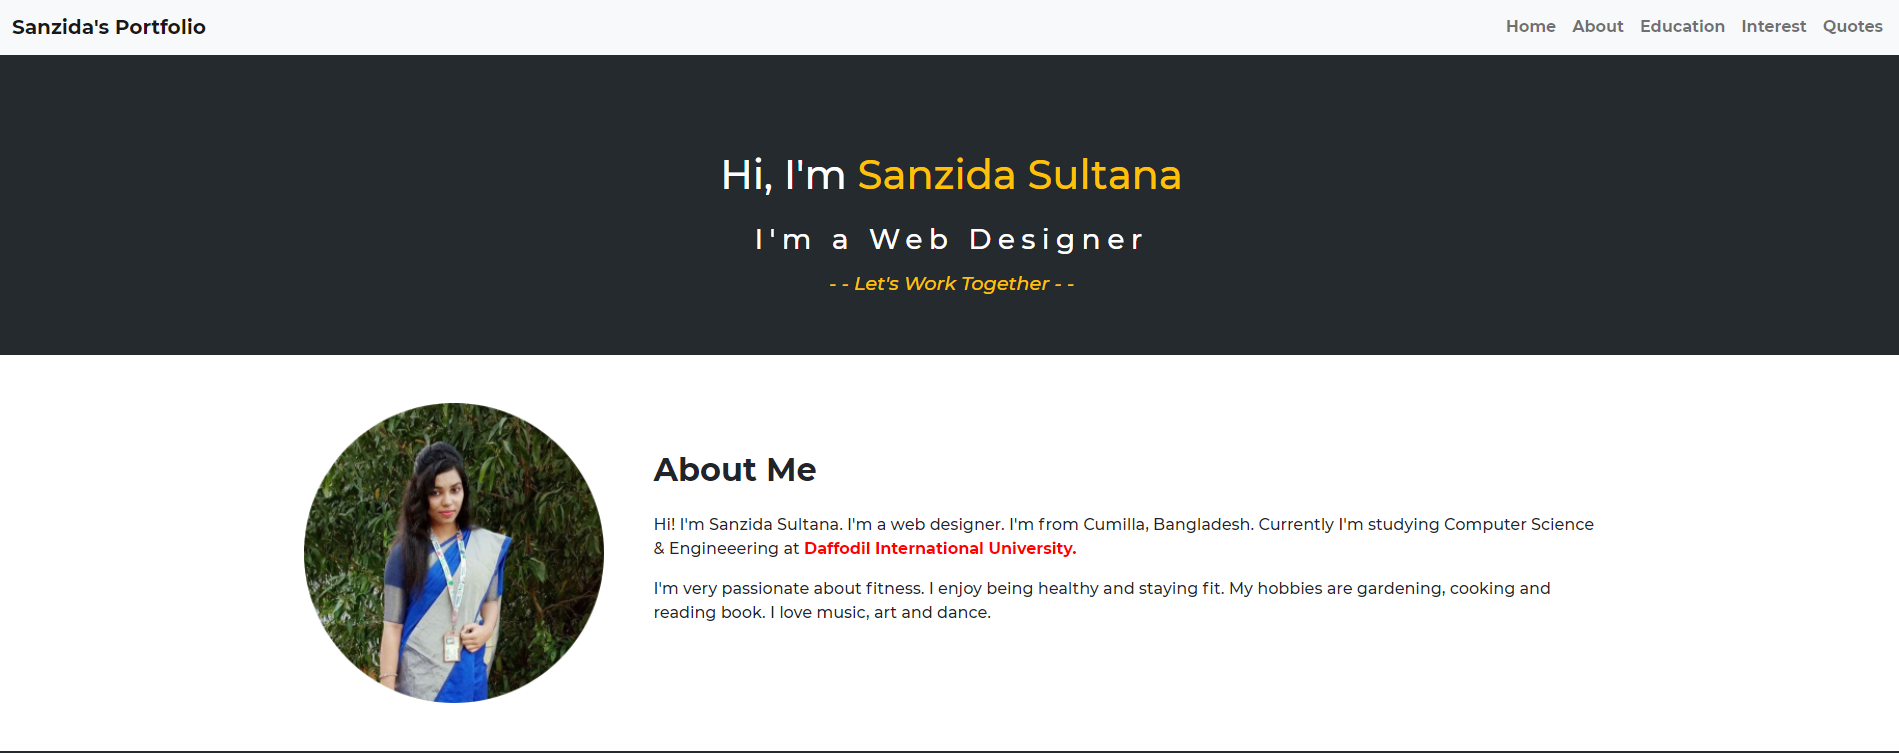 Sanzida's Portfolio
Home About Education Interest Quotes
Hi, I'm Sanzida Sultana
I'm a Web Designer
- - Let's Work Together - -
About Me
Hi! I'm Sanzida Sultana. I'm a web designer. I'm from Cumilla, Bangladesh. Currently I'm studying Computer Science
& Engineeering at Daffodil International University.
I'm very passionate about fitness. I enjoy being healthy and staying fit. My hobbies are gardening, cooking and
reading book. I love music, art and dance.